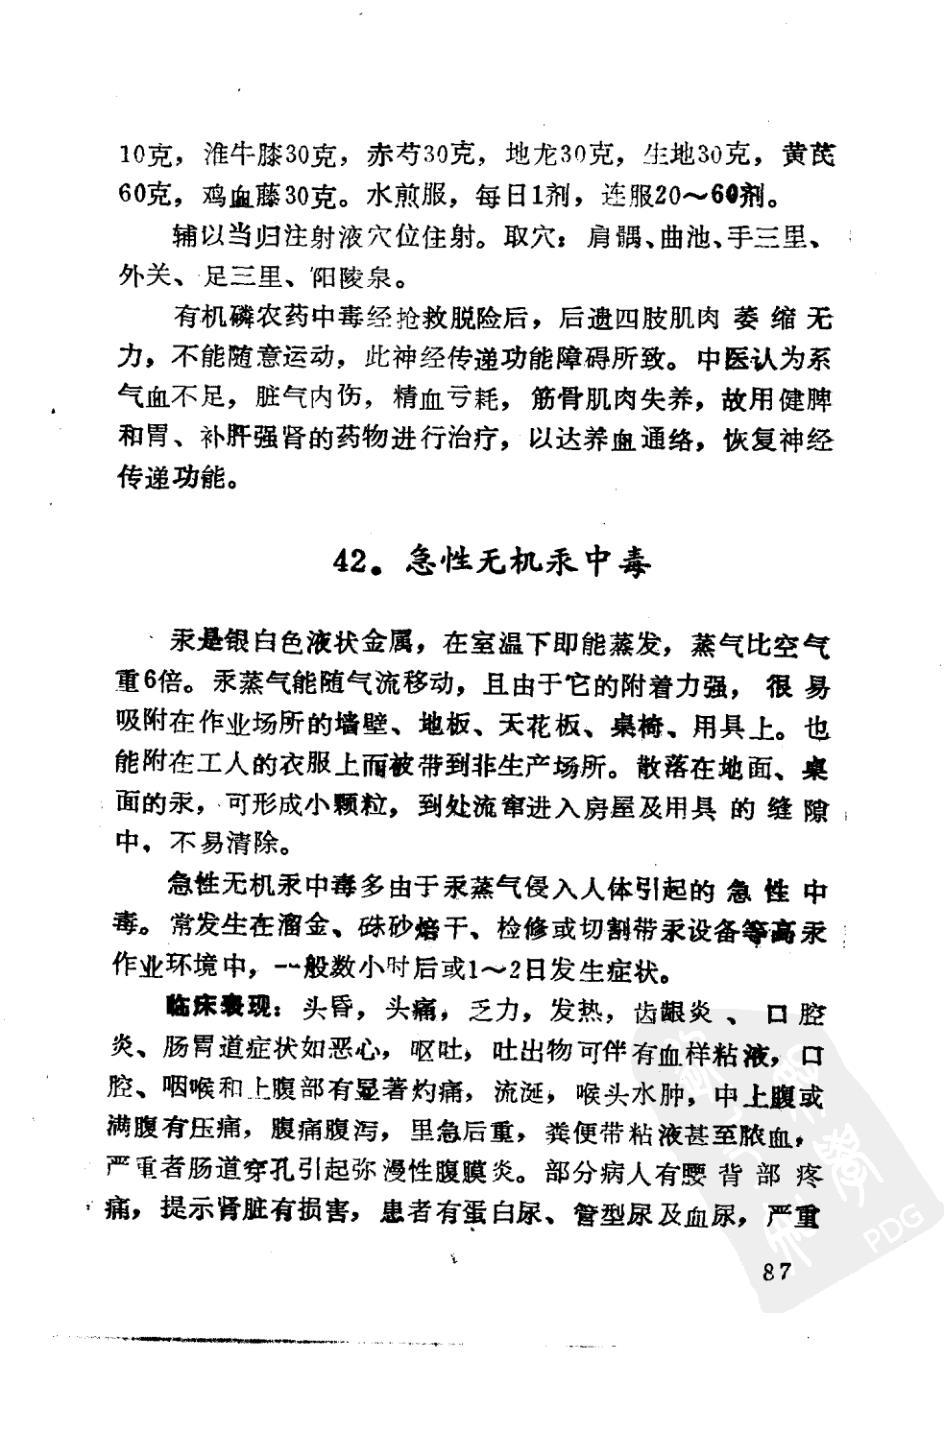 10克，淮牛膝30克，赤芍30克，地龙30克，生地30克，黄芪
60克，鸡血藤30克。水煎服，每日1剂，连服20～60剂。
辅以当归注射液穴位住射。取穴：肩髃、曲池、手三里、
外关、足三里、阳陵泉。
有机磷农药中毒经抢救脱险后，后遗四肢肌肉萎缩无
力，不能随意运动，此神经传递功能障碍所致。中医认为系
气血不足，脏气内伤，精血亏耗，筋骨肌肉失养，故用健脾
和胃、补肝强肾的药物进行治疗，以达养血通络，恢复神经
传递功能。
42。急性无机汞中毒
汞是银白色液状金属，在室温下即能蒸发，蒸气比空气
重6倍。汞蒸气能随气流移动，且由于它的附着力强，很易
吸附在作业场所的墙壁、地板、天花板、桌椅、用具上。也
能附在工人的衣服上而被带到非生产场所。散落在地面、桌
面的汞，可形成小颗粒，到处流窜进入房屋及用具的缝隙
中，不易清除。
急性无机汞中毒多由于汞蒸气侵入人体引起的急性中
毒。常发生在溜金、硃砂焙干、检修或切割带汞设备等高汞
作业环境中，一般数小时后或1～2日发生症状。
临床表现：头昏，头痛，乏力，发热，齿龈炎、口腔
炎、肠胃道症状如恶心，呕吐，吐出物可伴有血样粘液，口
腔、咽喉和上腹部有显著灼痛，流涎，喉头水肿，中上腹或
满腹有压痛，腹痛腹泻，里急后重，粪便带粘液甚至脓血，
严重者肠道穿孔引起弥漫性腹膜炎。部分病人有腰背部疼
痛，提示肾脏有损害，患者有蛋白尿、管型尿及血尿，严重
87
PDG